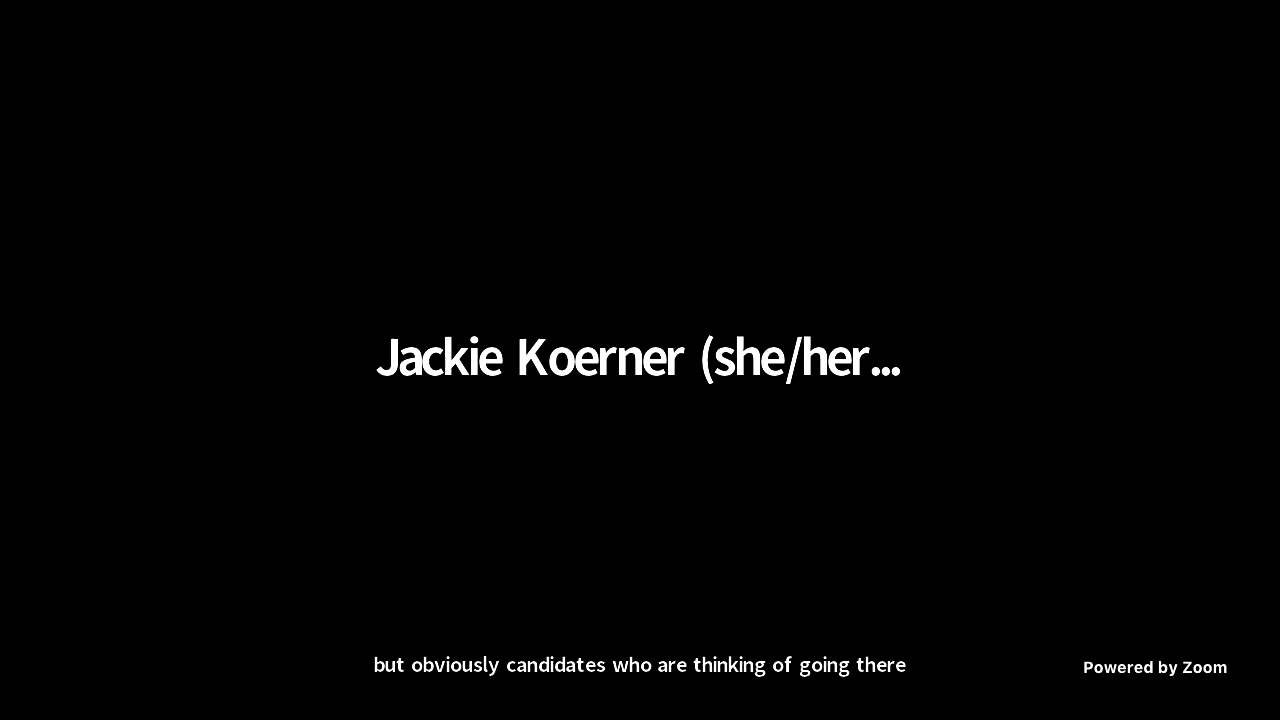 Jackie Koerner (she/her...
but obviously candidates who are thinking of going there
Powered by Zoom